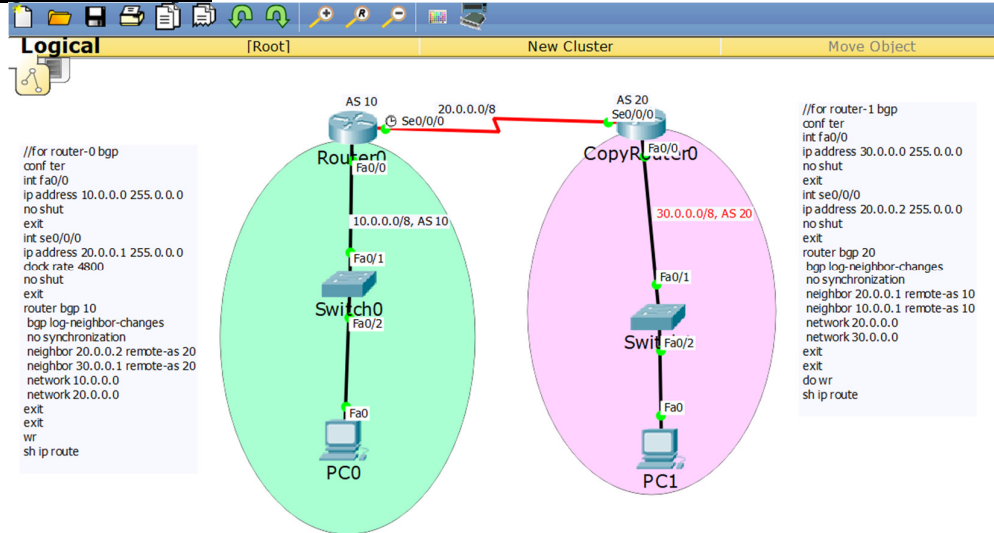 Logical
[Root]
New Cluster
Move Object
R
//for router-0 bgp
conf ter
int fa0/0
ip address 10.0.0.0 255.0.0.0
no shut
exit
int se0/0/0
ip address 20.0.0.1 255.0.0.0
clock rate 4800
no shut
exit
router bgp 10
bgp log-neighbor-changes
no synchronization
neighbor 20.0.0.2 remote-as 20
neighbor 30.0.0.1 remote-as 20
network 10.0.0.0
network 20.0.0.0
exit
exit
wr
sh ip route
AS 10
Se0/0/0
Router0
Fa0/0
10.0.0.0/8, AS 10
Fa0/1
Switch0
Fa0/2
Fa0
PC0
20.0.0.0/8
AS 20
Se0/0/0
Fa0/0
CopyRouter0
30.0.0.0/8, AS 20
Fa0/1
Fa0/2
Fa0
PC1
//for router-1 bgp
conf ter
int fa0/0
ip address 30.0.0.0 255.0.0.0
no shut
exit
int se0/0/0
ip address 20.0.0.2 255.0.0.0
no shut
exit
router bgp 20
bgp log-neighbor-changes
no synchronization
neighbor 20.0.0.1 remote-as 10
neighbor 10.0.0.1 remote-as 10
network 20.0.0.0
network 30.0.0.0
exit
exit
do wr
sh ip route